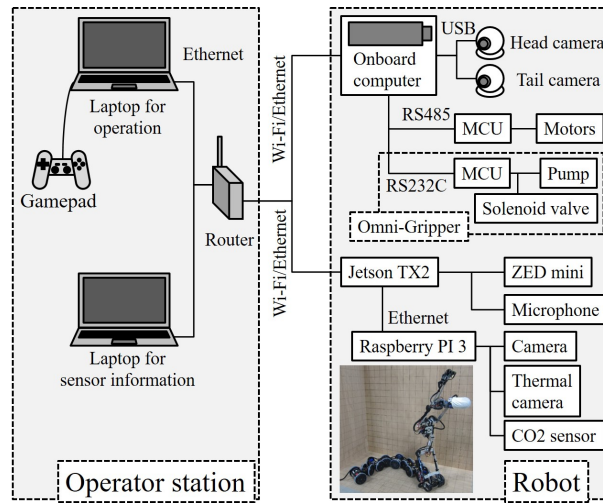 Ethernet
Laptop for
operation
Gamepad
Router
Laptop for
sensor information
Operator station
Wi-Fi/Ethernet
Wi-Fi/Ethernet
Onboard
computer
USB
Head camera
Tail camera
RS485
MCU
Motors
RS232C
MCU
Pump
Solenoid valve
Omni-Gripper
Jetson TX2
ZED mini
Microphone
Ethernet
Raspberry PI 3
Camera
Thermal
camera
CO2 sensor
Robot